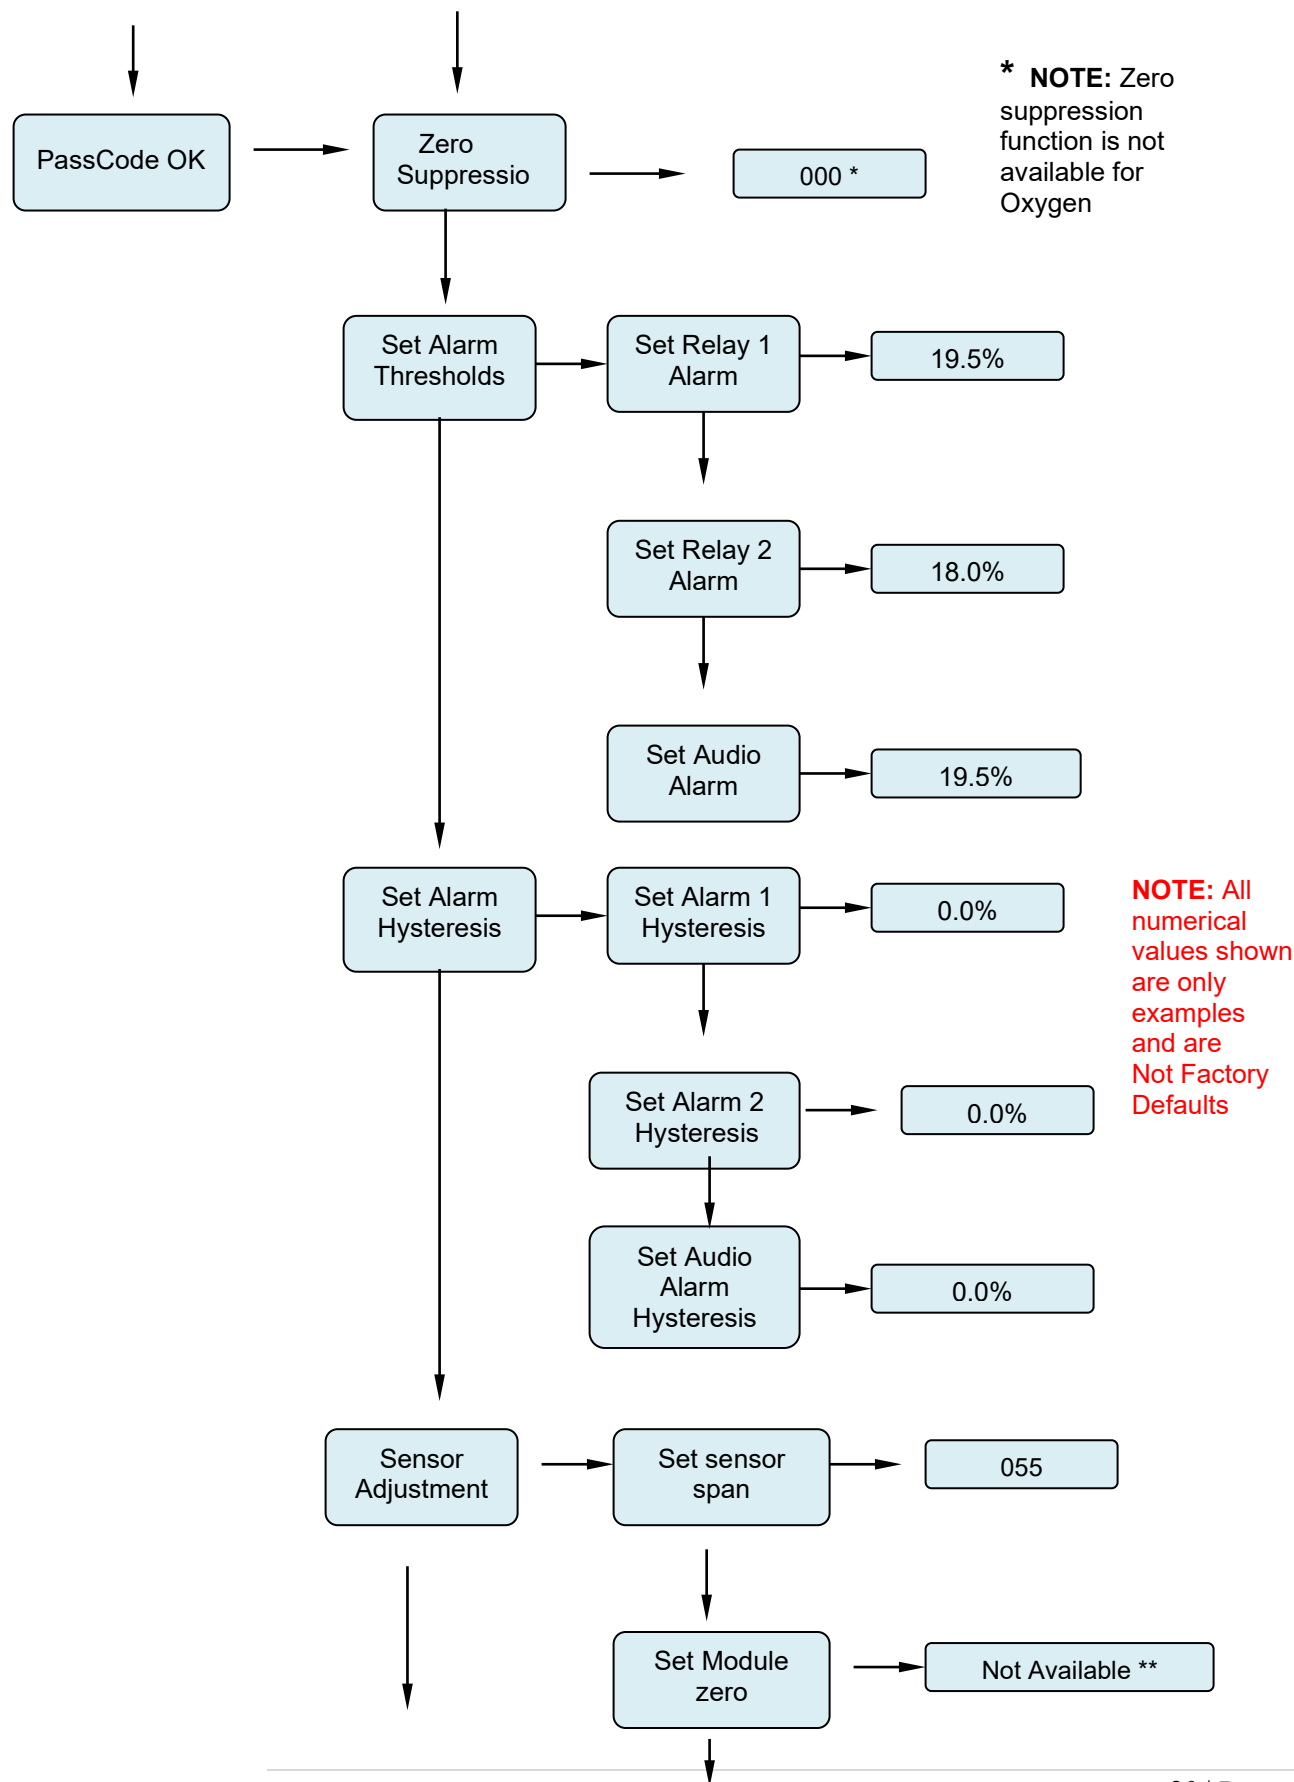 * NOTE: Zero
suppression
function is not
available for
Oxygen
PassCode OK
Zero
Suppressio
000 *
Set Alarm
Thresholds
Set Relay 1
Alarm
19.5%
Set Relay 2
Alarm
18.0%
Set Audio
Alarm
19.5%
Set Alarm
Hysteresis
Set Alarm 1
Hysteresis
0.0%
NOTE: All
numerical
values shown
are only
examples
and are
Not Factory
Defaults
Set Alarm 2
Hysteresis
0.0%
Set Audio
Alarm
Hysteresis
0.0%
Sensor
Adjustment
Set sensor
span
055
Set Module
zero
Not Available **